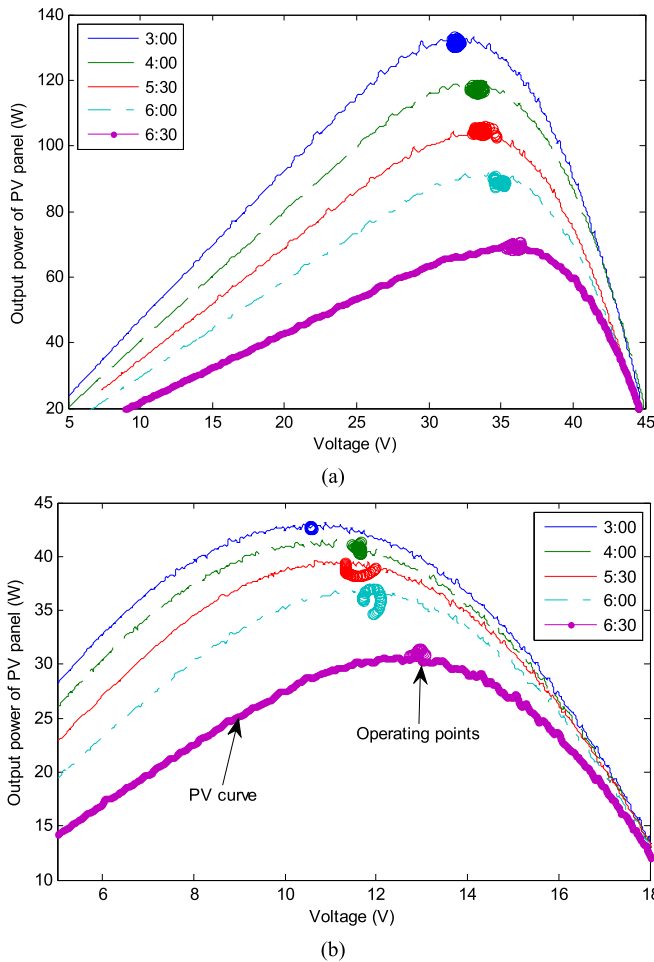 140
120
100
80
60
40
20
Output power of PV panel (W)
3:00
4:00
5:30
6:00
6:30
5 10 15 20 25 30 35 40 45
Voltage (V)
(a)
45
40
35
30
25
20
15
10
Output power of PV panel (W)
3:00
4:00
5:30
6:00
6:30
Operating points
PV curve
6 8 10 12 14 16 18
Voltage (V)
(b)